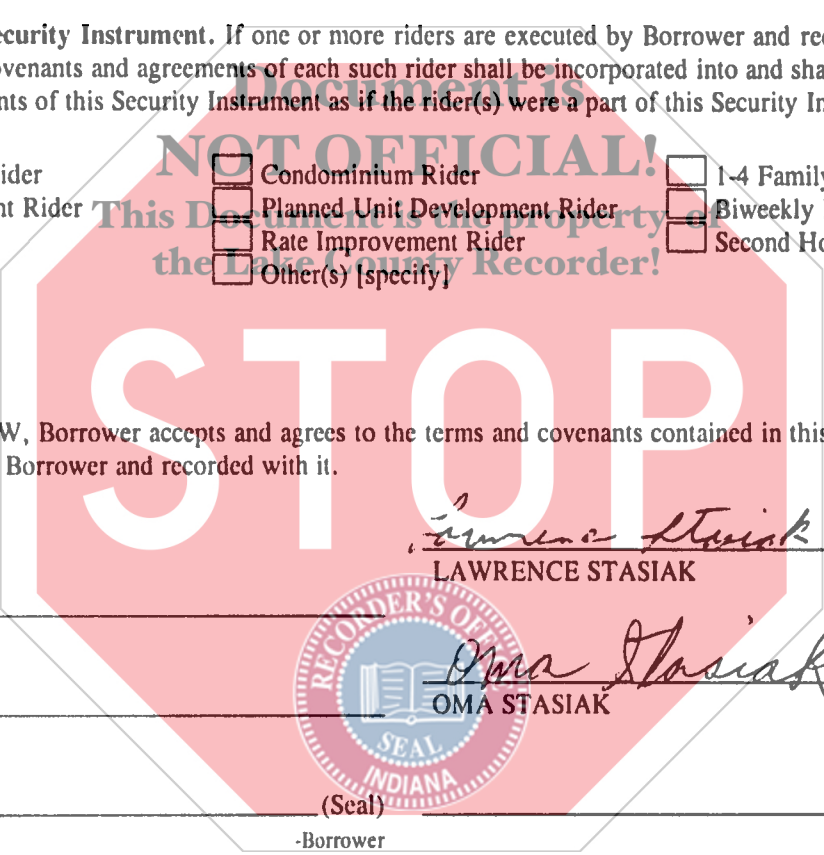 ecurity Instrument. If one or more riders are executed by Borrower and rec
ovenants and agreements of each such rider shall be incorporated into and sha
nts of this Security Instrument as if the rider(s) were a part of this Security In
Document is
NOT OFFICIAL!
This Document is the property of
the Lake County Recorder!
ider Condominium Rider 1-4 Family
nt Rider Planned Unit Development Rider Biweekly
Rate Improvement Rider Second Ho
Other(s) [specify]
STOP
W, Borrower accepts and agrees to the terms and covenants contained in this
Borrower and recorded with it.
Lawrence Stasiak
LAWRENCE STASIAK
Oma Stasiak
OMA STASIAK
RECORDER'S OFFICE
SEAL
INDIANA
(Seal)
-Borrower